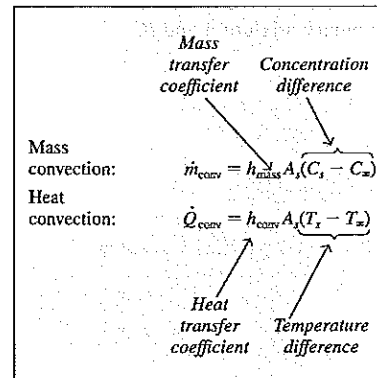 Mass
transfer Concentration
coefficient difference
Mass
convection: ṁconv = hmass As(Cs − C∞)
Heat
convection: Q̇conv = hconv As(Ts − T∞)
Heat
transfer Temperature
coefficient difference